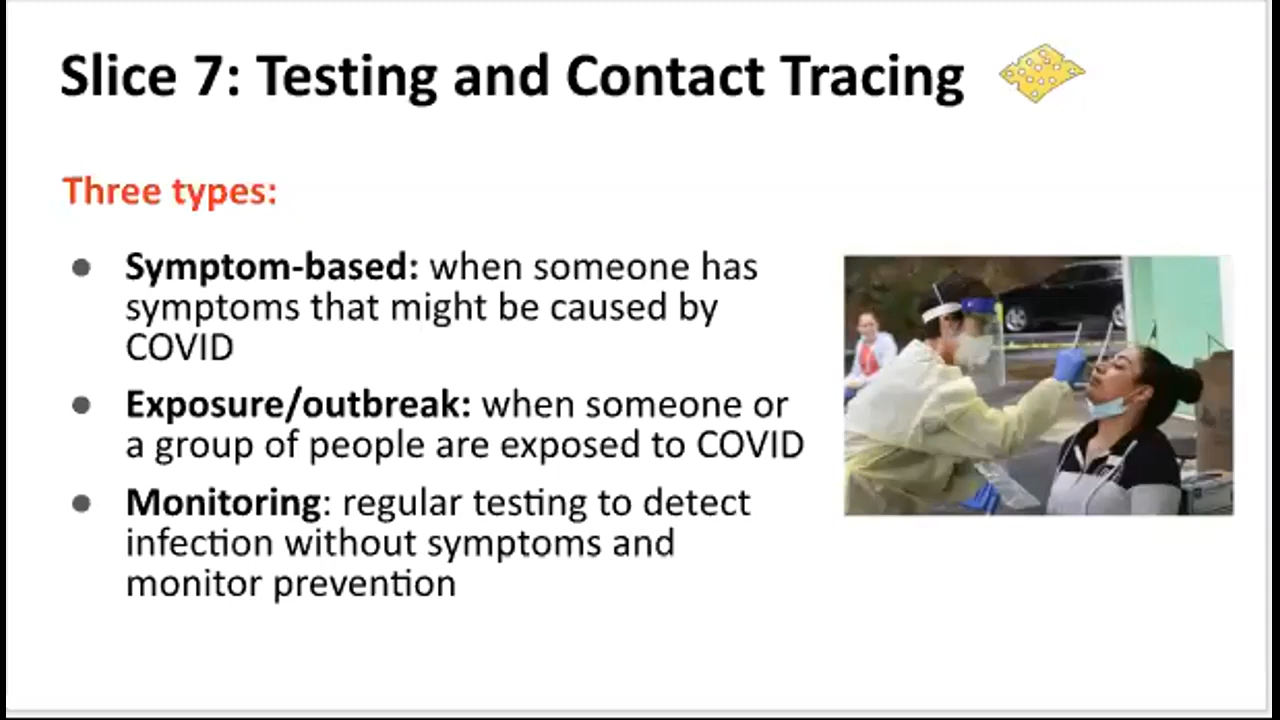 Slice 7: Testing and Contact Tracing
Three types:
● Symptom-based: when someone has
symptoms that might be caused by
COVID
● Exposure/outbreak: when someone or
a group of people are exposed to COVID
● Monitoring: regular testing to detect
infection without symptoms and
monitor prevention